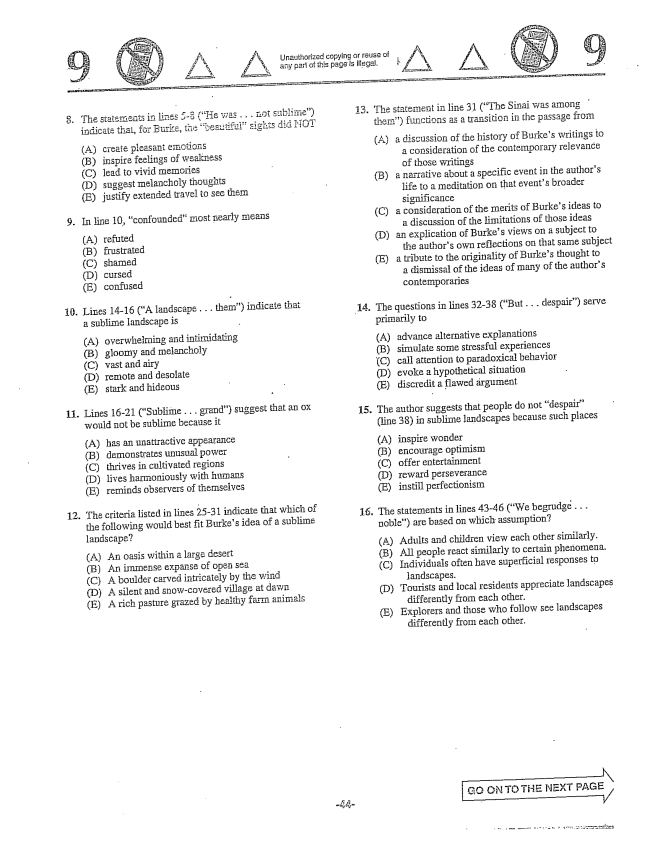 9
Unauthorized copying or reuse of
any part of this page is illegal.
9
8. The statements in lines 5-8 ("He was . . . not sublime")
indicate that, for Burke, the "beautiful" sights did NOT
(A) create pleasant emotions
(B) inspire feelings of weakness
(C) lead to vivid memories
(D) suggest melancholy thoughts
(E) justify extended travel to see them
9. In line 10, "confounded" most nearly means
(A) refuted
(B) frustrated
(C) shamed
(D) cursed
(E) confused
10. Lines 14-16 ("A landscape . . . them") indicate that
a sublime landscape is
(A) overwhelming and intimidating
(B) gloomy and melancholy
(C) vast and airy
(D) remote and desolate
(E) stark and hideous
11. Lines 16-21 ("Sublime . . . grand") suggest that an ox
would not be sublime because it
(A) has an unattractive appearance
(B) demonstrates unusual power
(C) thrives in cultivated regions
(D) lives harmoniously with humans
(E) reminds observers of themselves
12. The criteria listed in lines 25-31 indicate that which of
the following would best fit Burke's idea of a sublime
landscape?
(A) An oasis within a large desert
(B) An immense expanse of open sea
(C) A boulder carved intricately by the wind
(D) A silent and snow-covered village at dawn
(E) A rich pasture grazed by healthy farm animals
13. The statement in line 31 ("The Sinai was among
them") functions as a transition in the passage from
(A) a discussion of the history of Burke's writings to
a consideration of the contemporary relevance
of those writings
(B) a narrative about a specific event in the author's
life to a meditation on that event's broader
significance
(C) a consideration of the merits of Burke's ideas to
a discussion of the limitations of those ideas
(D) an explication of Burke's views on a subject to
the author's own reflections on that same subject
(E) a tribute to the originality of Burke's thought to
a dismissal of the ideas of many of the author's
contemporaries
14. The questions in lines 32-38 ("But . . . despair") serve
primarily to
(A) advance alternative explanations
(B) simulate some stressful experiences
(C) call attention to paradoxical behavior
(D) evoke a hypothetical situation
(E) discredit a flawed argument
15. The author suggests that people do not "despair"
(line 38) in sublime landscapes because such places
(A) inspire wonder
(B) encourage optimism
(C) offer entertainment
(D) reward perseverance
(E) instill perfectionism
16. The statements in lines 43-46 ("We begrudge . . .
noble") are based on which assumption?
(A) Adults and children view each other similarly.
(B) All people react similarly to certain phenomena.
(C) Individuals often have superficial responses to
landscapes.
(D) Tourists and local residents appreciate landscapes
differently from each other.
(E) Explorers and those who follow see landscapes
differently from each other.
GO ON TO THE NEXT PAGE
-44-